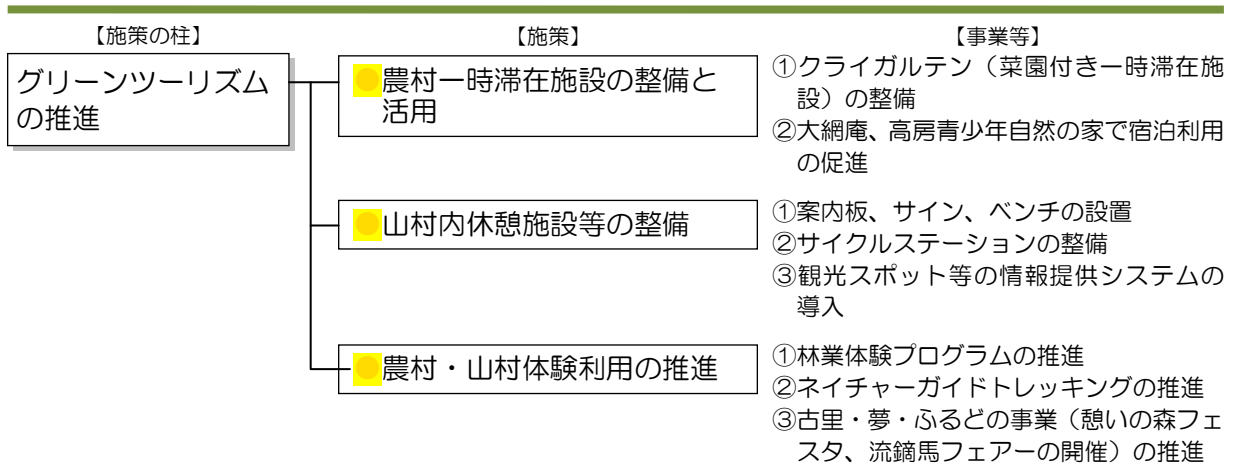 【施策の柱】
【施策】
【事業等】
グリーンツーリズム
の推進
農村一時滞在施設の整備と
活用
①クライガルテン（菜園付き一時滞在施
設）の整備
②大網庵、高房青少年自然の家で宿泊利用
の促進
山村内休憩施設等の整備
①案内板、サイン、ベンチの設置
②サイクルステーションの整備
③観光スポット等の情報提供システムの
導入
農村・山村体験利用の推進
①林業体験プログラムの推進
②ネイチャーガイドトレッキングの推進
③古里・夢・ふるどの事業（憩いの森フェ
スタ、流鏑馬フェアーの開催）の推進